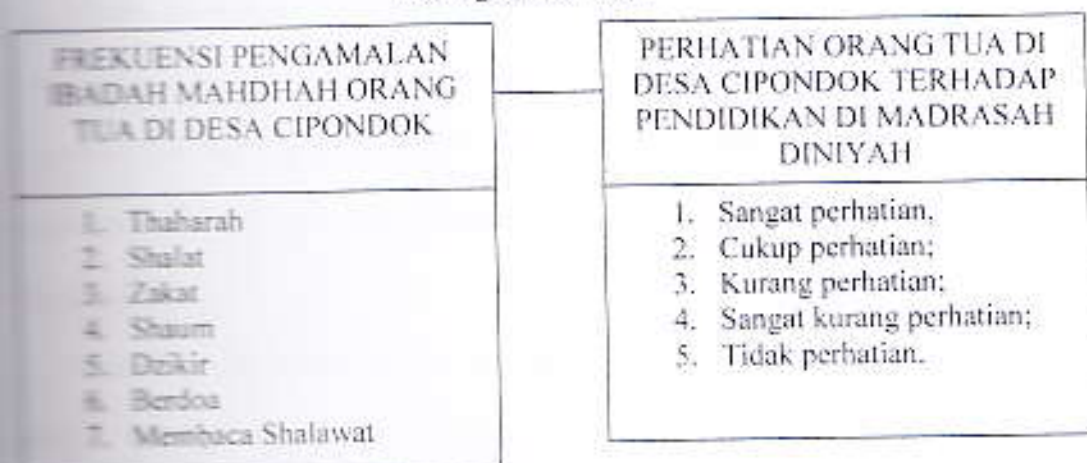 FREKUENSI PENGAMALAN
IBADAH MAHDHAH ORANG
TUA DI DESA CIPONDOK
1. Thaharah
2. Shalat
3. Zakat
4. Shaum
5. Dzikir
6. Berdoa
7. Membaca Shalawat
PERHATIAN ORANG TUA DI
DESA CIPONDOK TERHADAP
PENDIDIKAN DI MADRASAH
DINIYAH
1. Sangat perhatian.
2. Cukup perhatian;
3. Kurang perhatian;
4. Sangat kurang perhatian;
5. Tidak perhatian.